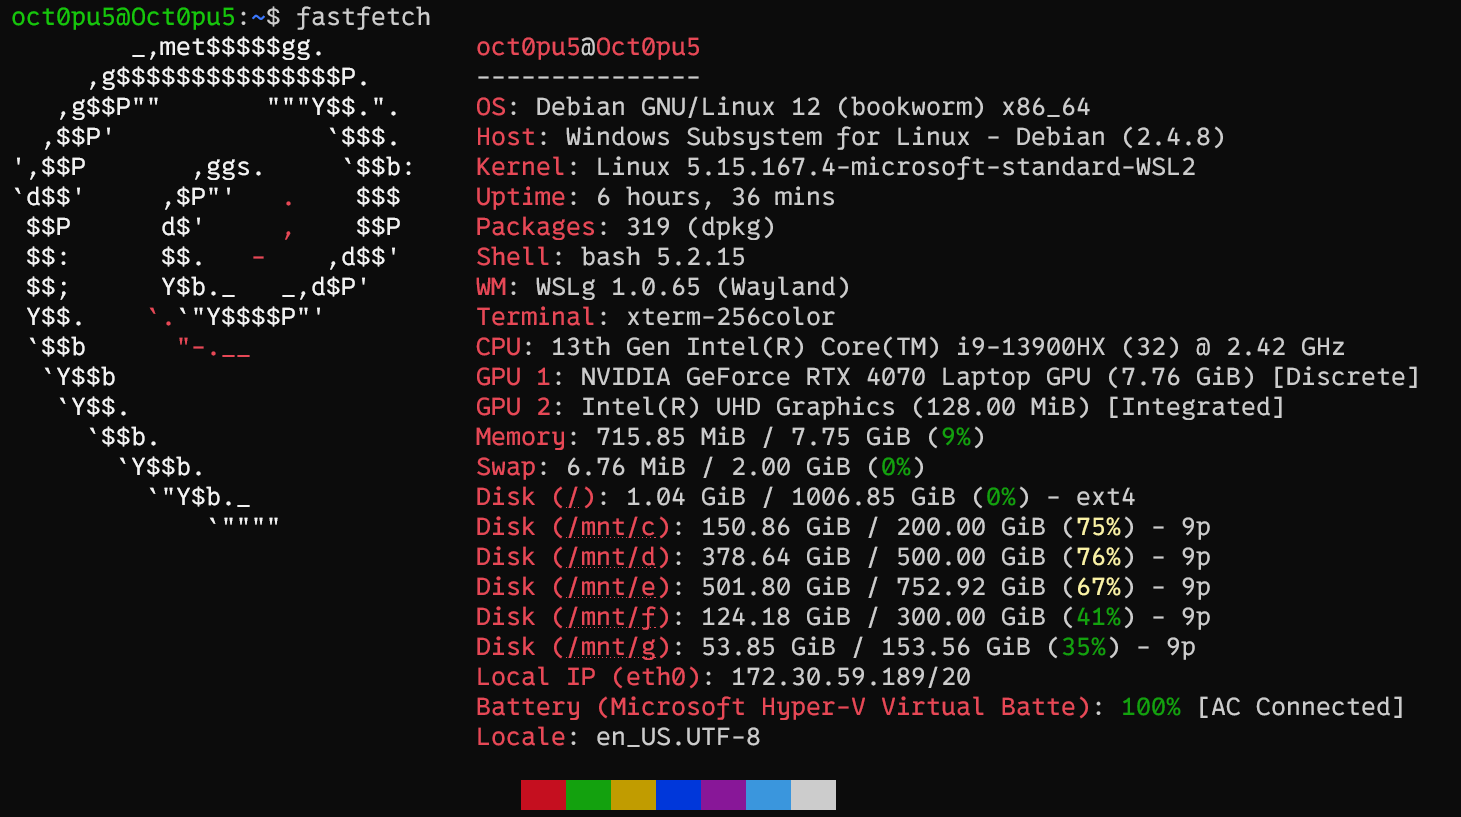 oct0pu5@Oct0pu5:~$ fastfetch
       _,met$$$$$gg.          oct0pu5@Oct0pu5
    ,g$$$$$$$$$$$$$$$P.       ---------------
  ,g$$P""       """Y$$.".     OS: Debian GNU/Linux 12 (bookworm) x86_64
 ,$$P'              `$$$.     Host: Windows Subsystem for Linux - Debian (2.4.8)
',$$P       ,ggs.     `$$b:   Kernel: Linux 5.15.167.4-microsoft-standard-WSL2
`d$$'     ,$P"'   .    $$$    Uptime: 6 hours, 36 mins
 $$P      d$'     ,    $$P    Packages: 319 (dpkg)
 $$:      $$.   -    ,d$$'    Shell: bash 5.2.15
 $$;      Y$b._   _,d$P'      WM: WSLg 1.0.65 (Wayland)
 Y$$.    `.`"Y$$$$P"'         Terminal: xterm-256color
 `$$b      "-.__              CPU: 13th Gen Intel(R) Core(TM) i9-13900HX (32) @ 2.42 GHz
  `Y$$b                       GPU 1: NVIDIA GeForce RTX 4070 Laptop GPU (7.76 GiB) [Discrete]
   `Y$$.                      GPU 2: Intel(R) UHD Graphics (128.00 MiB) [Integrated]
     `$$b.                    Memory: 715.85 MiB / 7.75 GiB (9%)
       `Y$$b.                 Swap: 6.76 MiB / 2.00 GiB (0%)
         `"Y$b._              Disk (/): 1.04 GiB / 1006.85 GiB (0%) - ext4
             `""""            Disk (/mnt/c): 150.86 GiB / 200.00 GiB (75%) - 9p
                              Disk (/mnt/d): 378.64 GiB / 500.00 GiB (76%) - 9p
                              Disk (/mnt/e): 501.80 GiB / 752.92 GiB (67%) - 9p
                              Disk (/mnt/f): 124.18 GiB / 300.00 GiB (41%) - 9p
                              Disk (/mnt/g): 53.85 GiB / 153.56 GiB (35%) - 9p
                              Local IP (eth0): 172.30.59.189/20
                              Battery (Microsoft Hyper-V Virtual Batte): 100% [AC Connected]
                              Locale: en_US.UTF-8